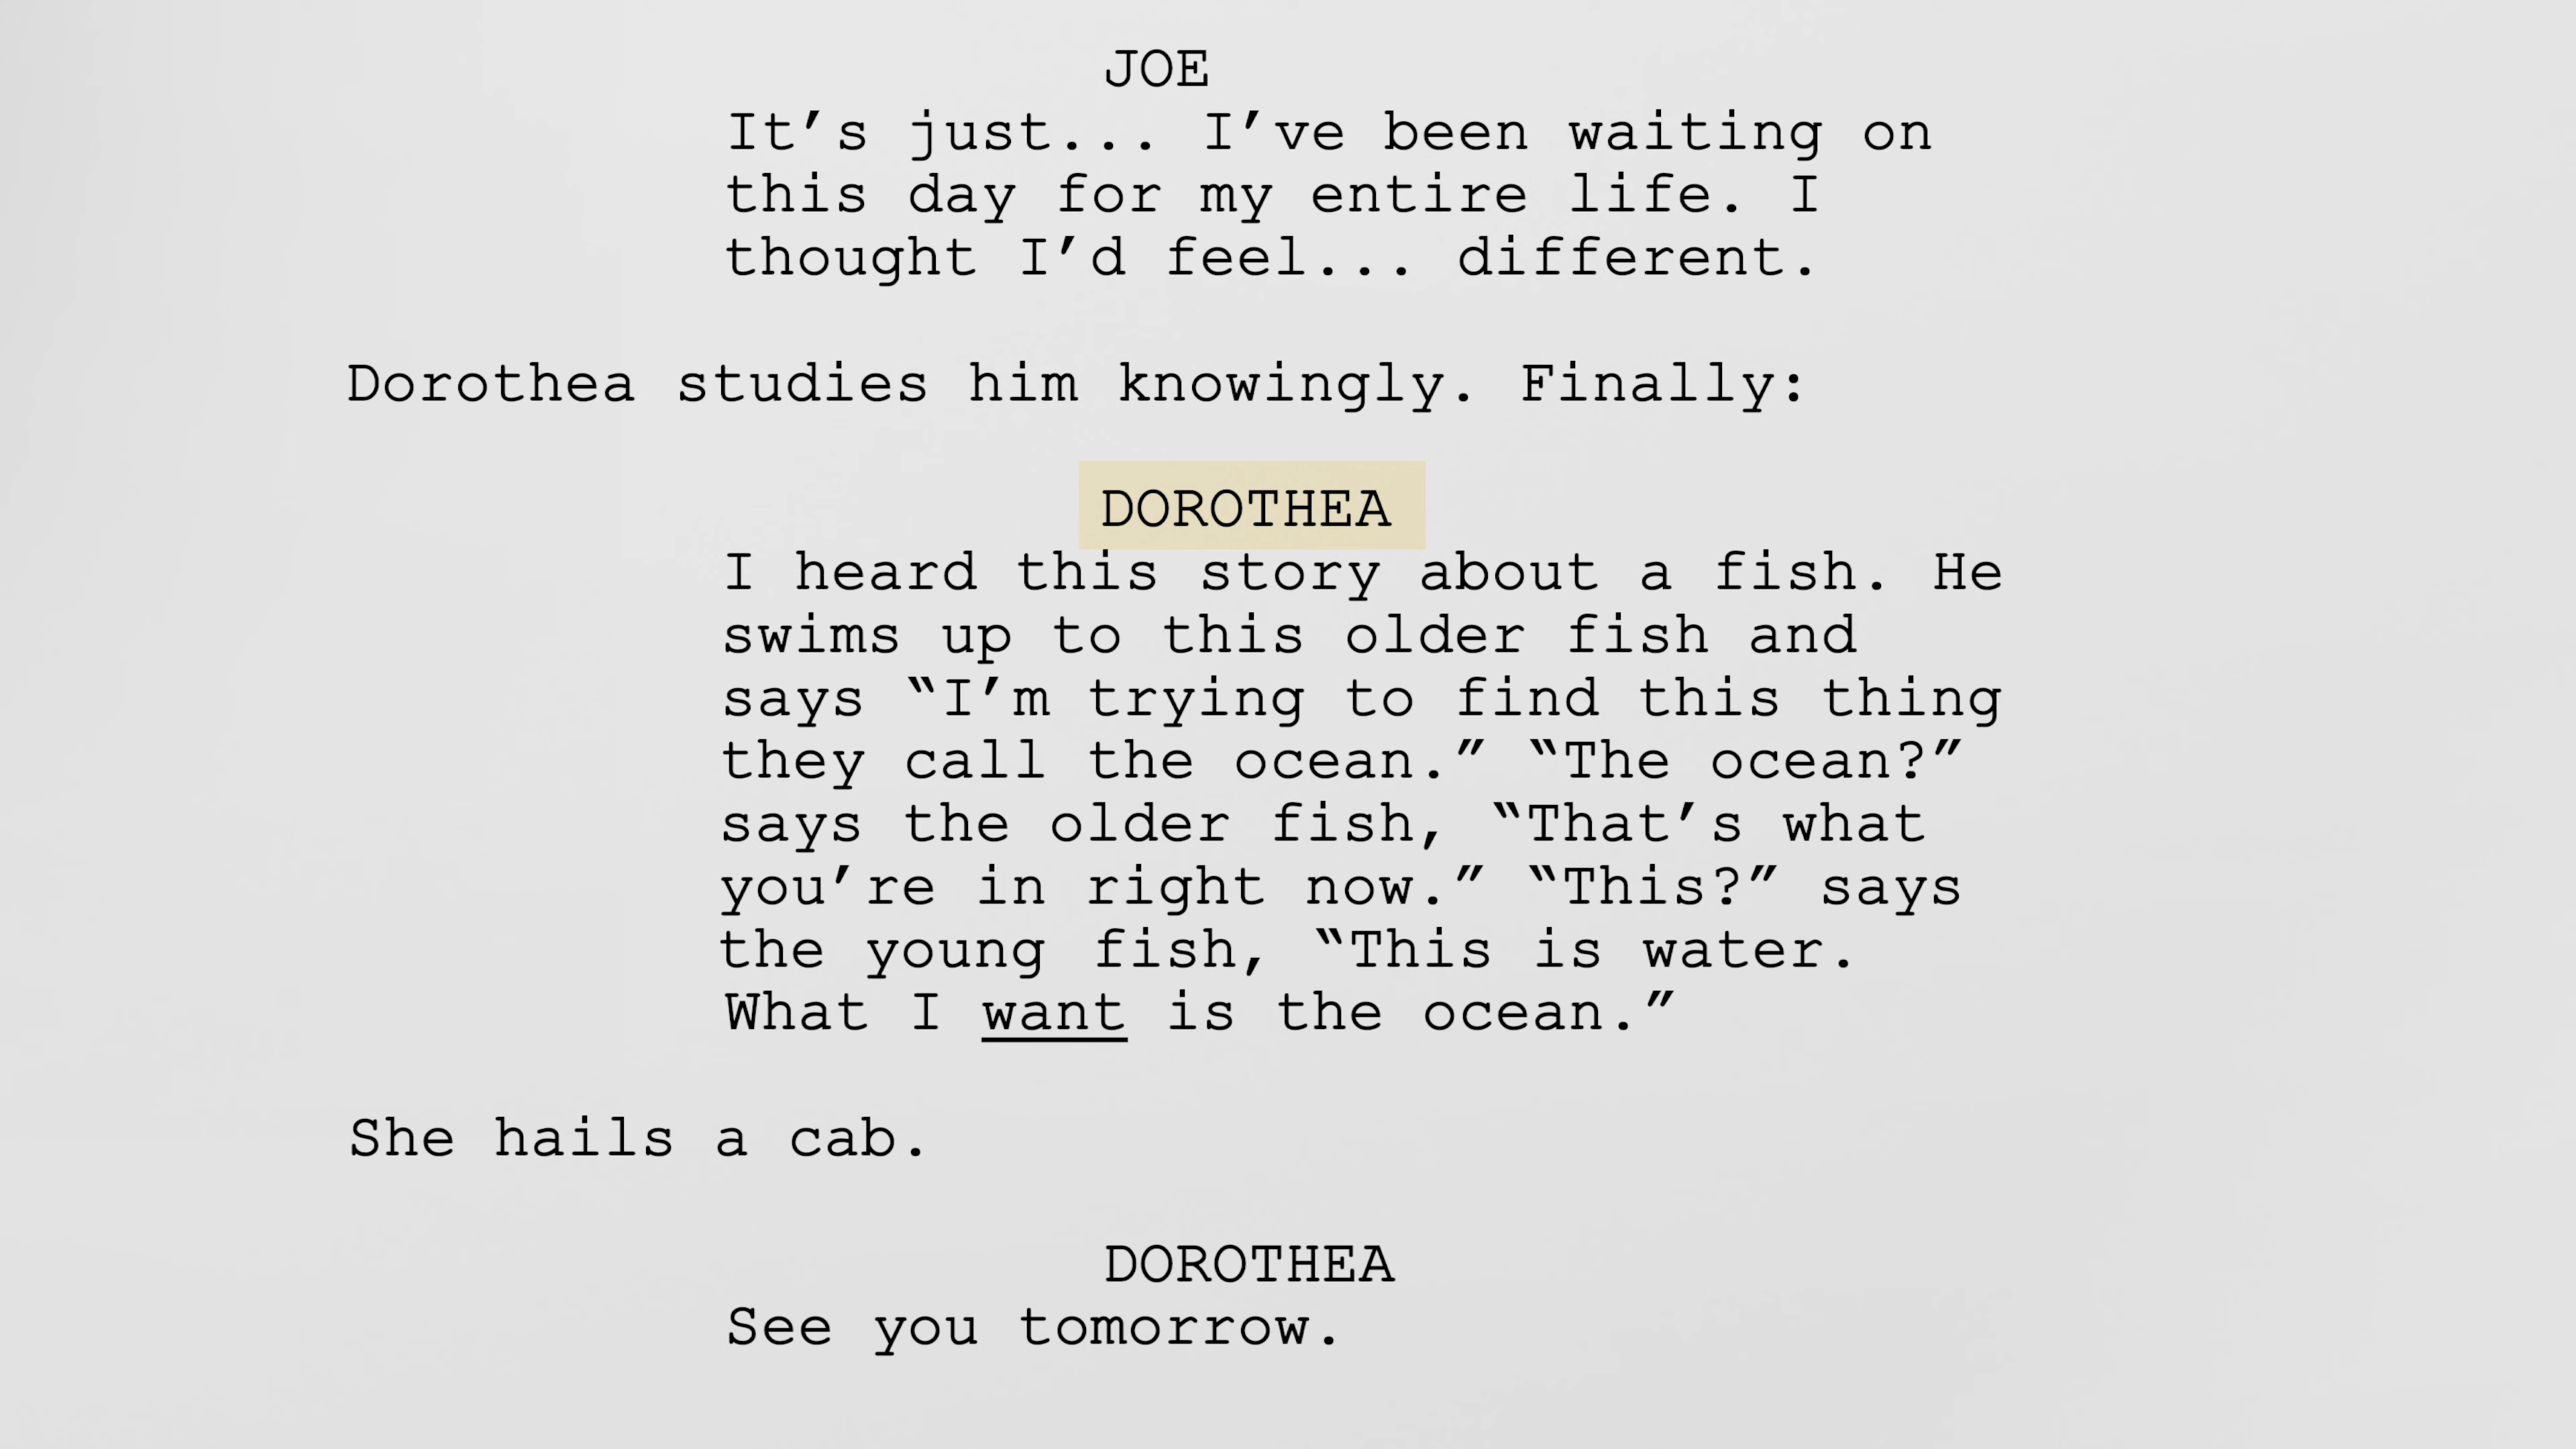 JOE
It’s just... I’ve been waiting on
this day for my entire life. I
thought I’d feel... different.
Dorothea studies him knowingly. Finally:
DOROTHEA
I heard this story about a fish. He
swims up to this older fish and
says “I’m trying to find this thing
they call the ocean.” “The ocean?”
says the older fish, “That’s what
you’re in right now.” “This?” says
the young fish, “This is water.
What I want is the ocean.”
She hails a cab.
DOROTHEA
See you tomorrow.